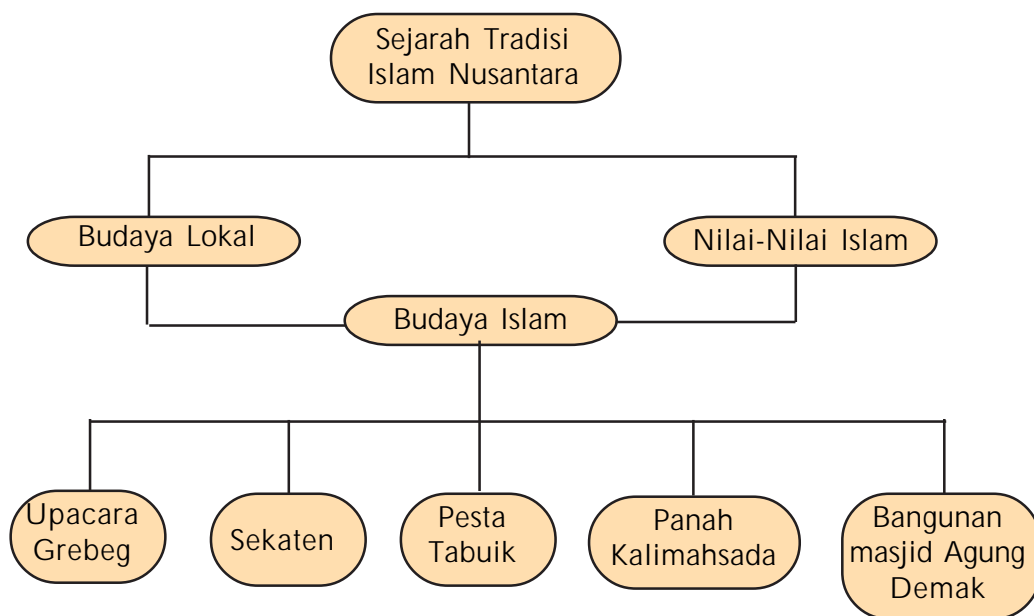 Sejarah Tradisi
Islam Nusantara
Budaya Lokal
Nilai-Nilai Islam
Budaya Islam
Upacara
Grebeg
Sekaten
Pesta
Tabuik
Panah
Kalimahsada
Bangunan
masjid Agung
Demak